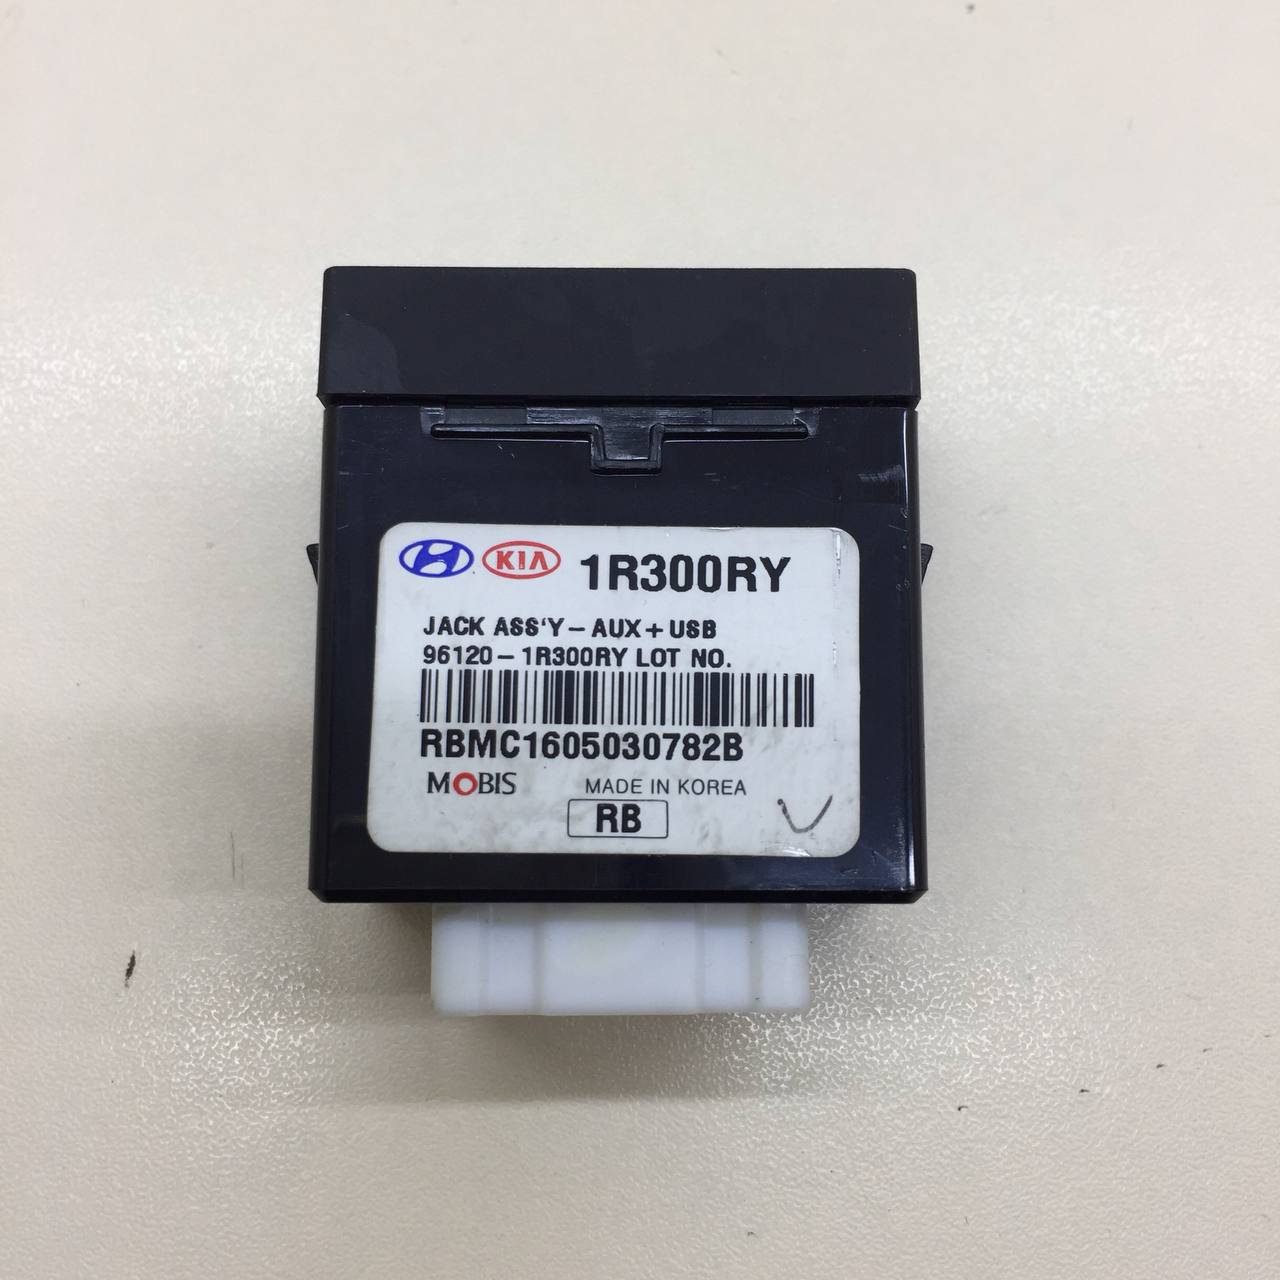 KIA 1R300RY
JACK ASS'Y-AUX+USB
96120-1R300RY LOT NO.
RBMC1605030782B
MOBIS MADE IN KOREA
RB